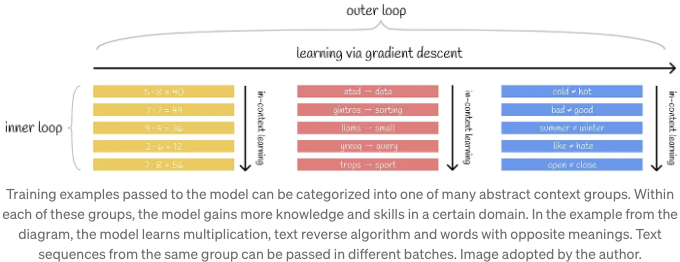 outer loop
learning via gradient descent
inner loop
5 · 8 = 40
7 · 7 = 49
9 · 4 = 36
2 · 6 = 12
7 · 8 = 56
in-context learning
atad → data
gintros → sorting
llams → small
yreuq → query
trops → sport
in-context learning
cold ≠ hot
bad ≠ good
summer ≠ winter
like ≠ hate
open ≠ close
in-context learning
Training examples passed to the model can be categorized into one of many abstract context groups. Within
each of these groups, the model gains more knowledge and skills in a certain domain. In the example from the
diagram, the model learns multiplication, text reverse algorithm and words with opposite meanings. Text
sequences from the same group can be passed in different batches. Image adopted by the author.